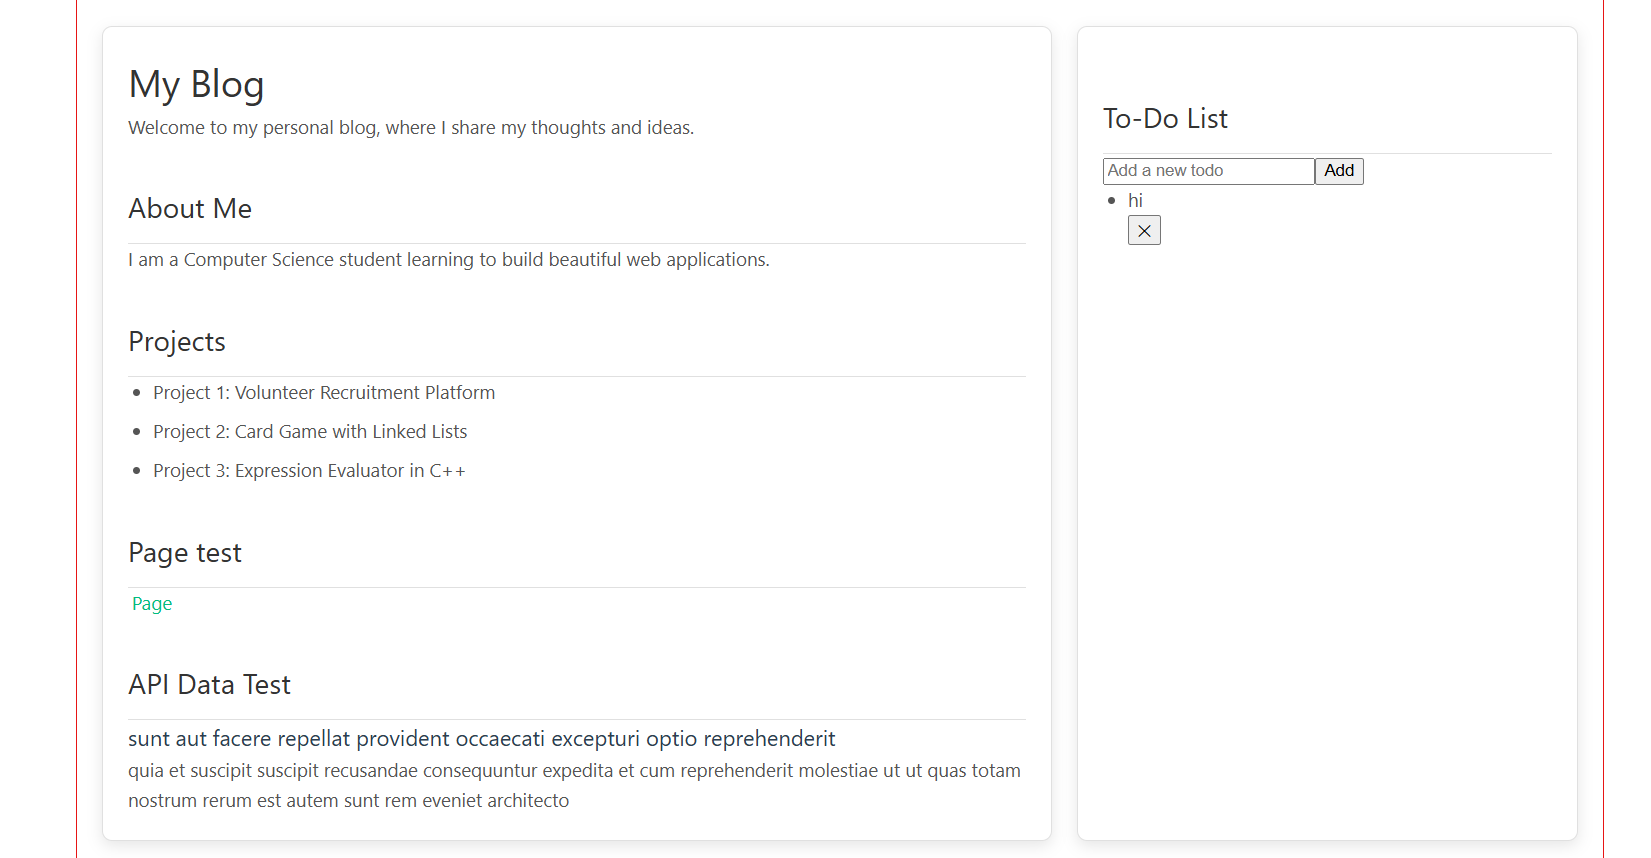 My Blog
Welcome to my personal blog, where I share my thoughts and ideas.
About Me
I am a Computer Science student learning to build beautiful web applications.
Projects
Project 1: Volunteer Recruitment Platform
Project 2: Card Game with Linked Lists
Project 3: Expression Evaluator in C++
Page test
Page
API Data Test
sunt aut facere repellat provident occaecati excepturi optio reprehenderit
quia et suscipit suscipit recusandae consequuntur expedita et cum reprehenderit molestiae ut ut quas totam
nostrum rerum est autem sunt rem eveniet architecto
To-Do List
Add a new todo
Add
hi